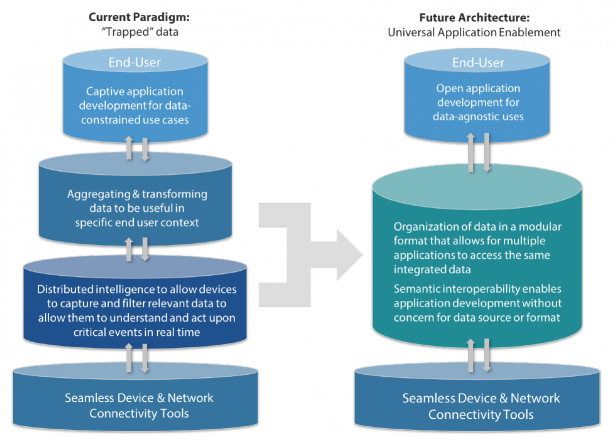 Current Paradigm:
"Trapped" data
End-User
Captive application
development for data-
constrained use cases
Aggregating & transforming
data to be useful in
specific end user context
Distributed intelligence to allow devices
to capture and filter relevant data to
allow them to understand and act upon
critical events in real time
Seamless Device & Network
Connectivity Tools
Future Architecture:
Universal Application Enablement
End-User
Open application
development for
data-agnostic uses
Organization of data in a modular
format that allows for multiple
applications to access the same
integrated data
Semantic interoperability enables
application development without
concern for data source or format
Seamless Device & Network
Connectivity Tools